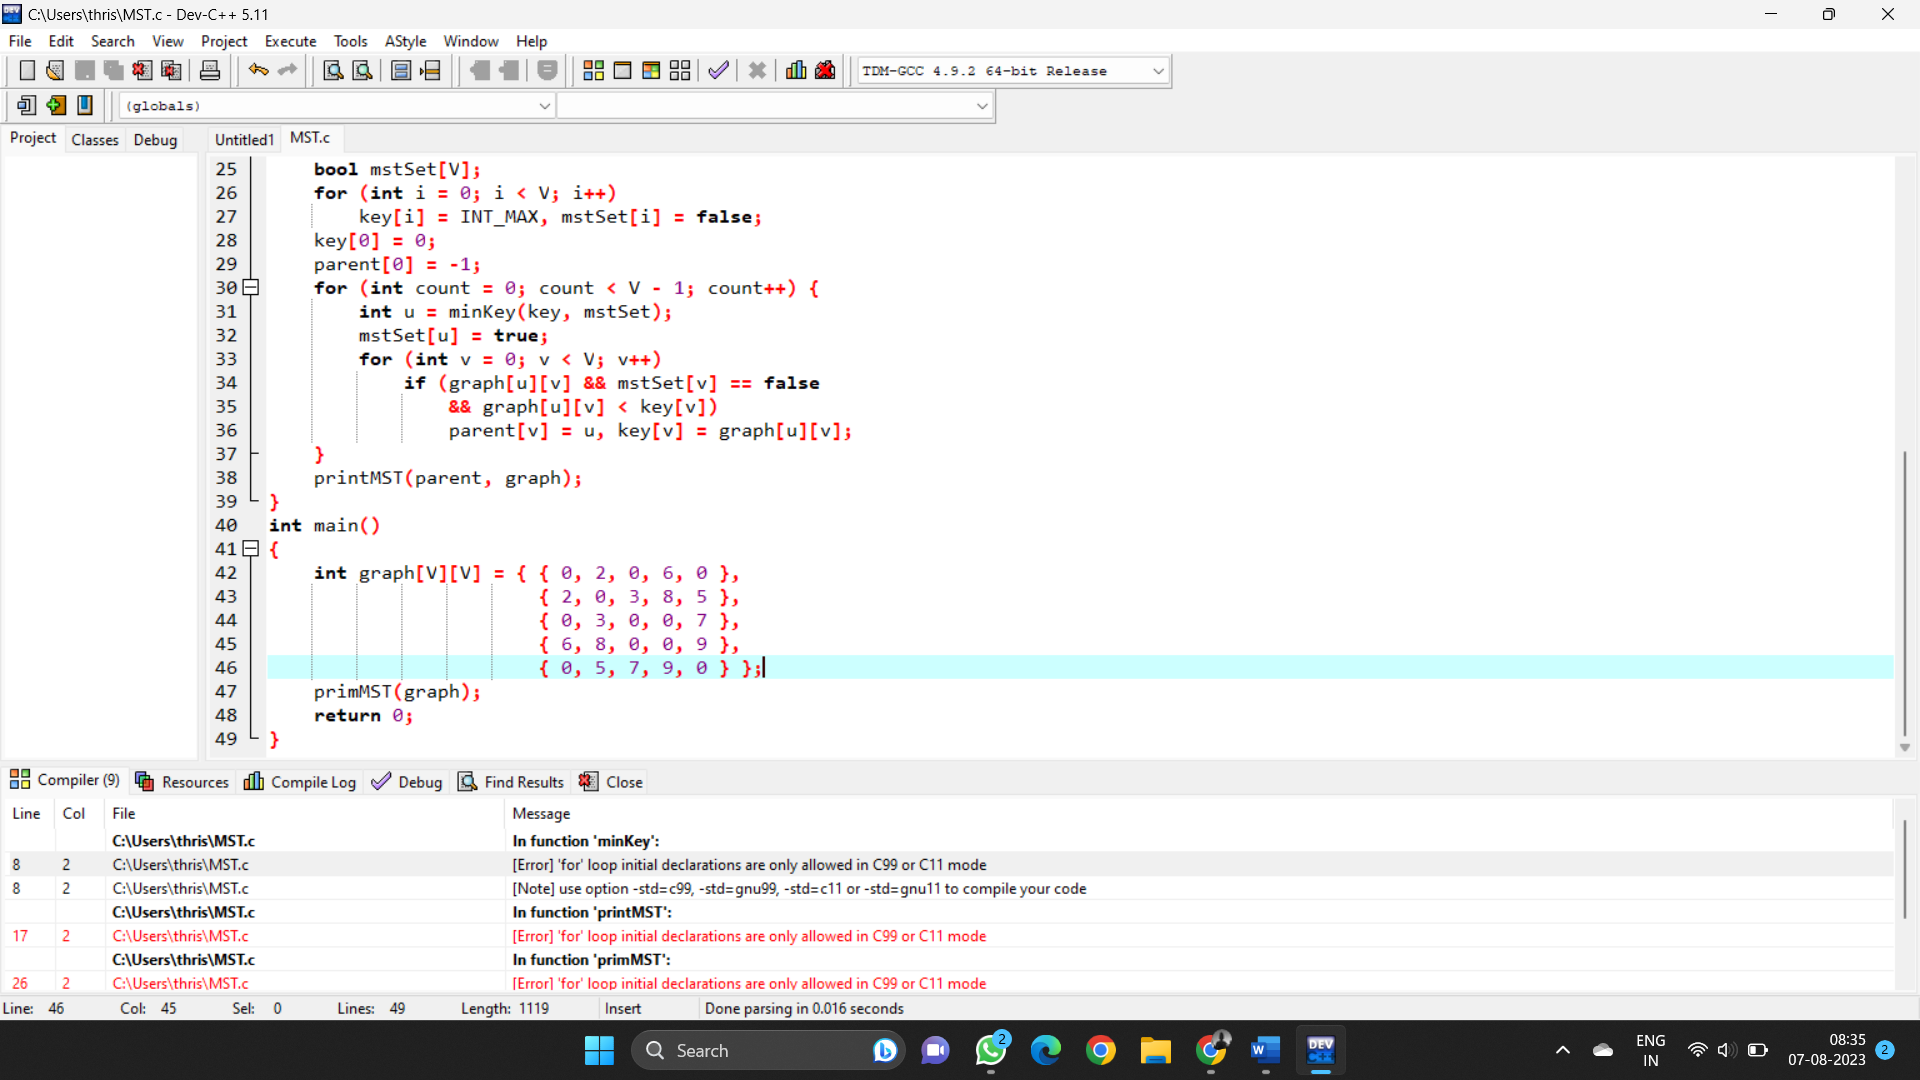 C:\Users\thris\MST.c - Dev-C++ 5.11
File Edit Search View Project Execute Tools AStyle Window Help
TDM-GCC 4.9.2 64-bit Release
(globals)
Project Classes Debug Untitled1 MST.c
25 bool mstSet[V];
26 for (int i = 0; i < V; i++)
27 key[i] = INT_MAX, mstSet[i] = false;
28 key[0] = 0;
29 parent[0] = -1;
30 for (int count = 0; count < V - 1; count++) {
31 int u = minKey(key, mstSet);
32 mstSet[u] = true;
33 for (int v = 0; v < V; v++)
34 if (graph[u][v] && mstSet[v] == false
35 && graph[u][v] < key[v])
36 parent[v] = u, key[v] = graph[u][v];
37 }
38 printMST(parent, graph);
39 }
40 int main()
41 {
42 int graph[V][V] = { { 0, 2, 0, 6, 0 },
43 { 2, 0, 3, 8, 5 },
44 { 0, 3, 0, 0, 7 },
45 { 6, 8, 0, 0, 9 },
46 { 0, 5, 7, 9, 0 } };
47 primMST(graph);
48 return 0;
49 }
Compiler (9) Resources Compile Log Debug Find Results Close
Line Col File Message
C:\Users\thris\MST.c In function 'minKey':
8 2 C:\Users\thris\MST.c [Error] 'for' loop initial declarations are only allowed in C99 or C11 mode
8 2 C:\Users\thris\MST.c [Note] use option -std=c99, -std=gnu99, -std=c11 or -std=gnu11 to compile your code
C:\Users\thris\MST.c In function 'printMST':
17 2 C:\Users\thris\MST.c [Error] 'for' loop initial declarations are only allowed in C99 or C11 mode
C:\Users\thris\MST.c In function 'primMST':
26 2 C:\Users\thris\MST.c [Error] 'for' loop initial declarations are only allowed in C99 or C11 mode
Line: 46 Col: 45 Sel: 0 Lines: 49 Length: 1119 Insert Done parsing in 0.016 seconds
Search 2 W DEV C++ ENG 08:35
IN 07-08-2023 2